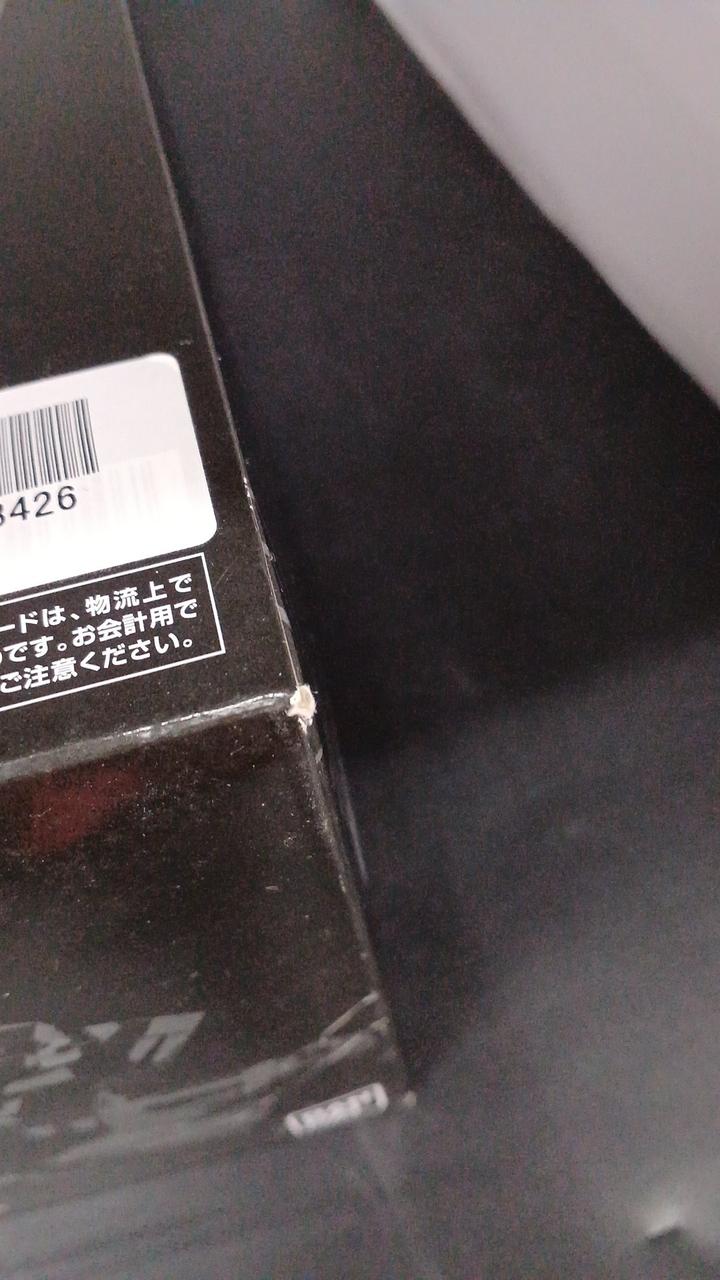 3426
ードは、物流上で
のです。お会計用で
ご注意ください。